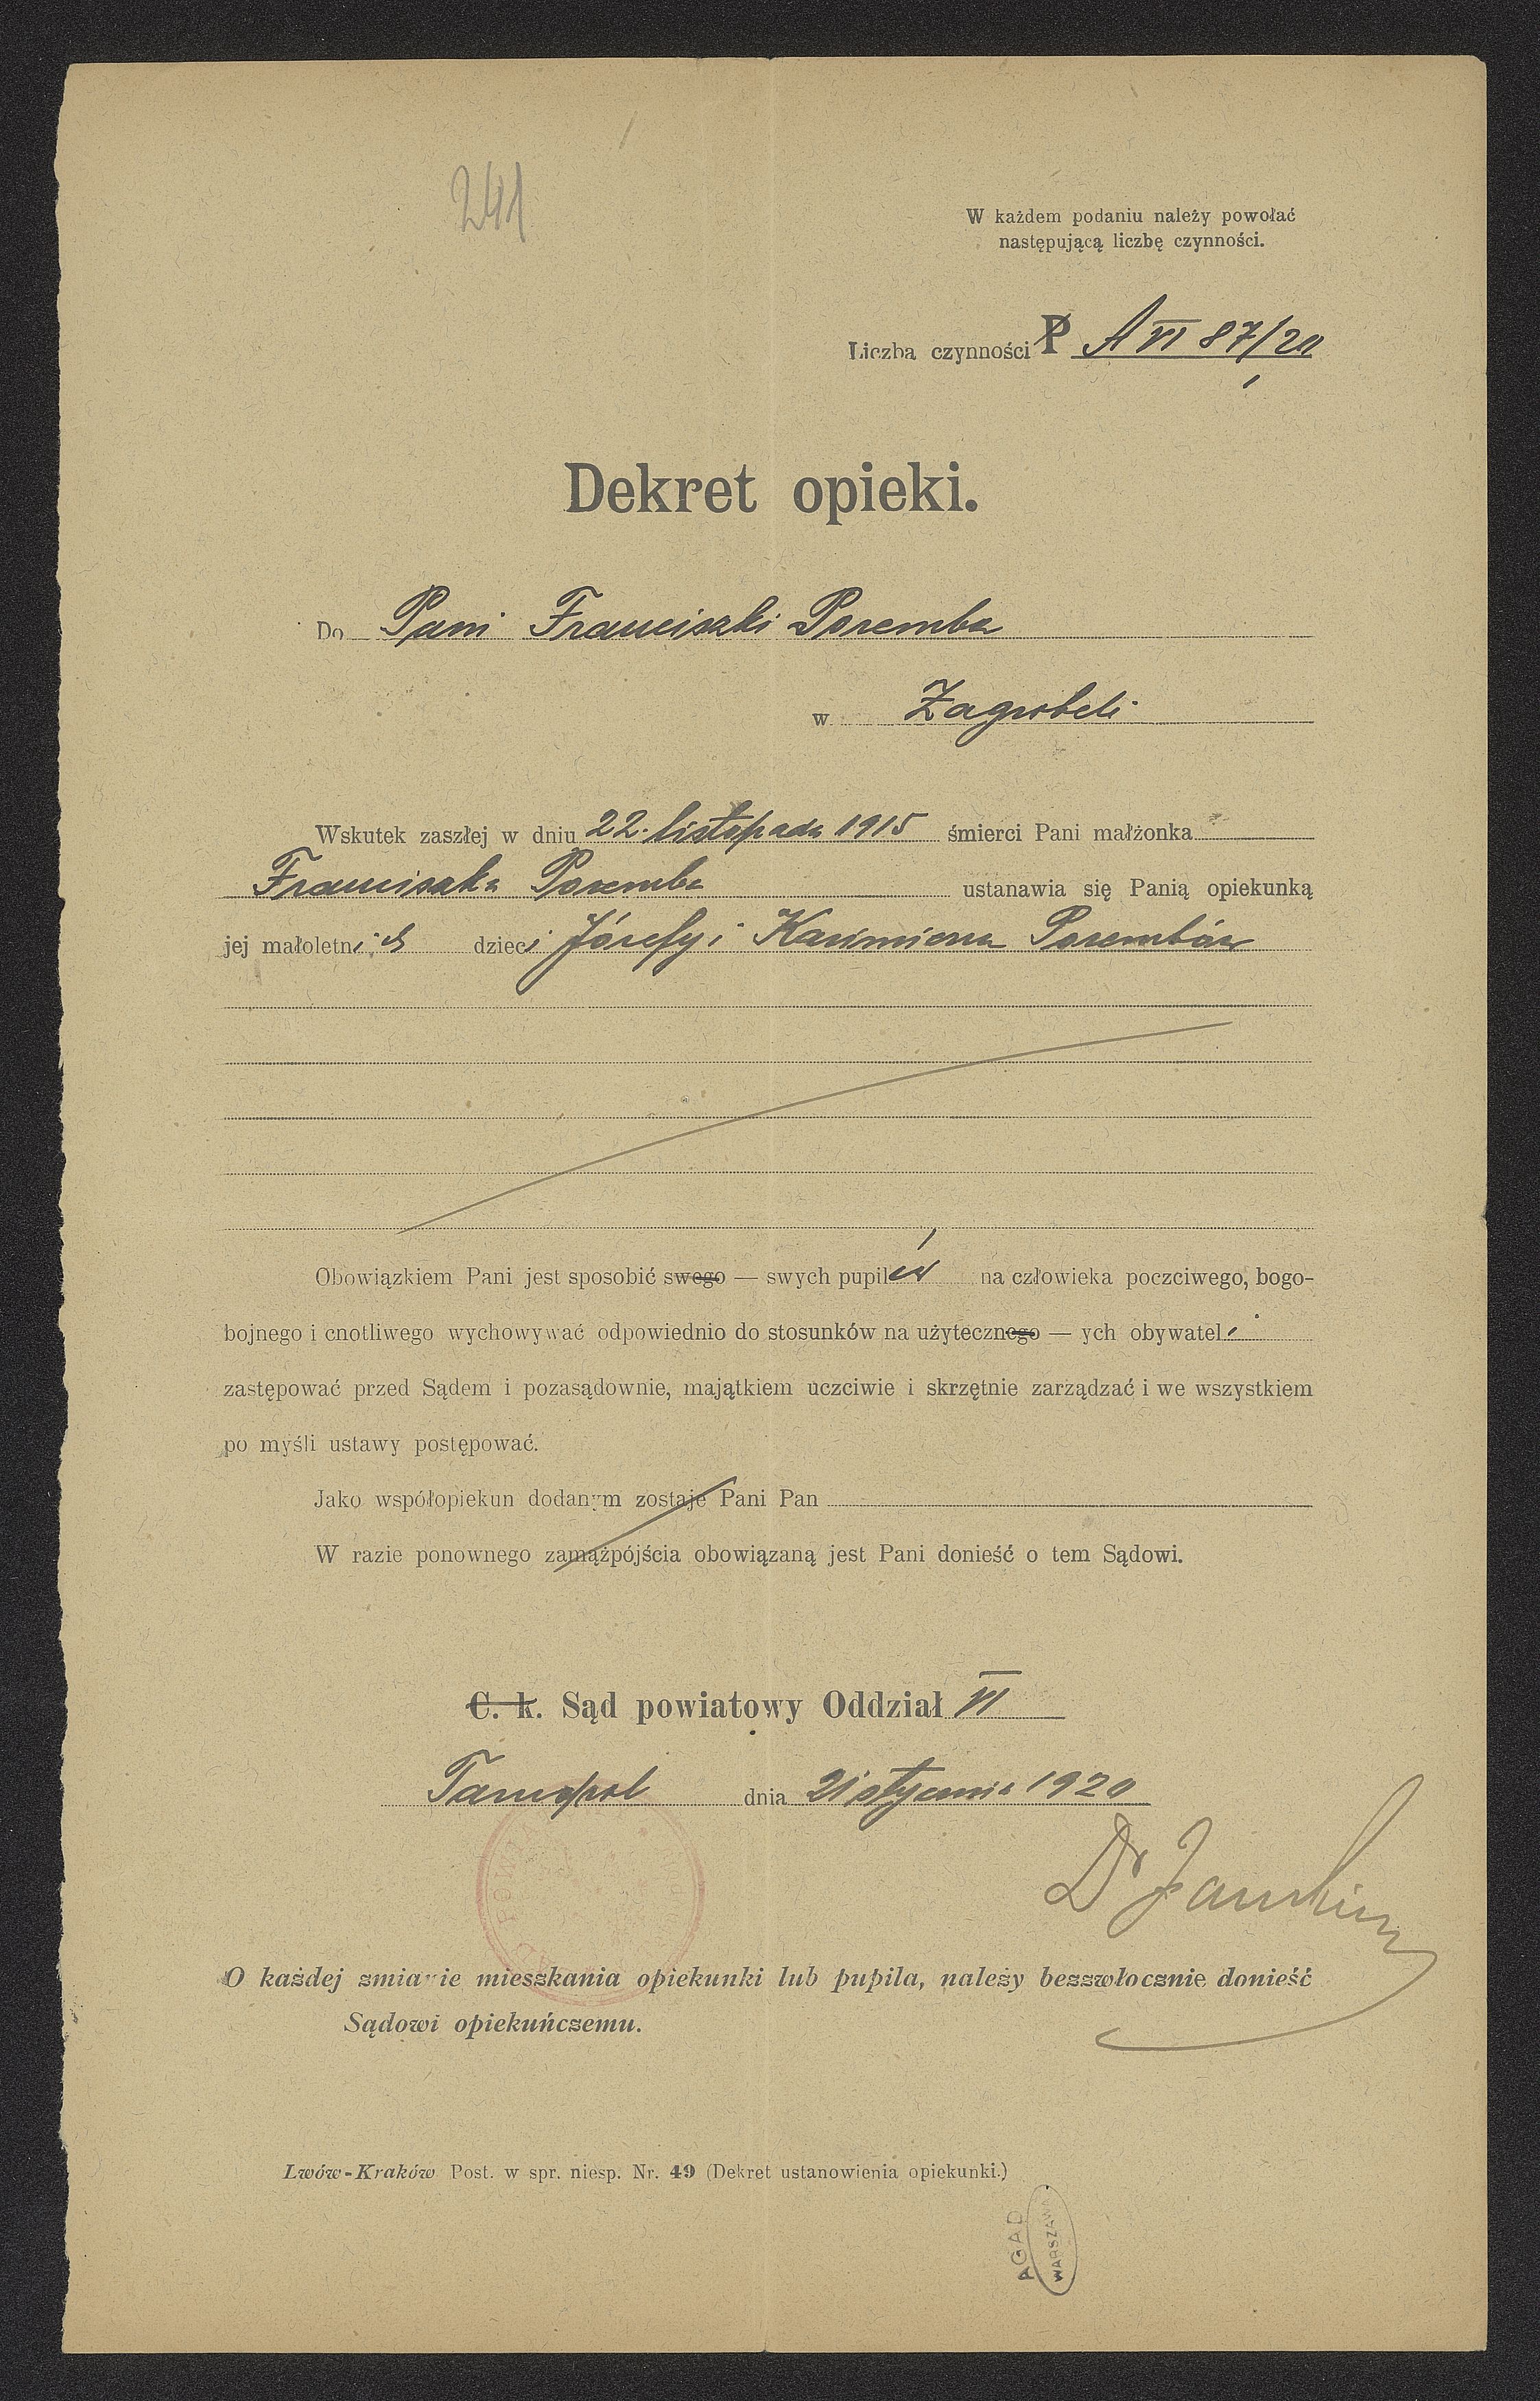 241
W każdem podaniu należy powołać
następującą liczbę czynności.
Liczba czynności P A VI 87/20
1
Dekret opieki.
Do Pani Franciszki Poremba
w Zagrobeli
Wskutek zaszłej w dniu 22. listopada 1915 śmierci Pani małżonka
Franciszka Poremba ustanawia się Panią opiekunką
jej małoletnich dzieci Józefy i Kazimierza Porembów
Obowiązkiem Pani jest sposobić swego — swych pupilów na człowieka poczciwego, bogo-
bojnego i cnotliwego wychowywać odpowiednio do stosunków na użytecznego — ych obywateli
zastępować przed Sądem i pozasądownie, majątkiem uczciwie i skrzętnie zarządzać i we wszystkiem
po myśli ustawy postępować.
Jako współopiekun dodanym zostaje Pani Pan
W razie ponownego zamążpójścia obowiązaną jest Pani donieść o tem Sądowi.
C. k. Sąd powiatowy Oddział VI
Tarnopol dnia 21 stycznia 1920
Dr
O każdej zmianie mieszkania opiekunki lub pupila, należy bezzwłocznie donieść
Sądowi opiekuńczemu.
Lwów-Kraków Post. w spr. niesp. Nr. 49 (Dekret ustanowienia opiekunki.)
AGAD
WARSZAWA